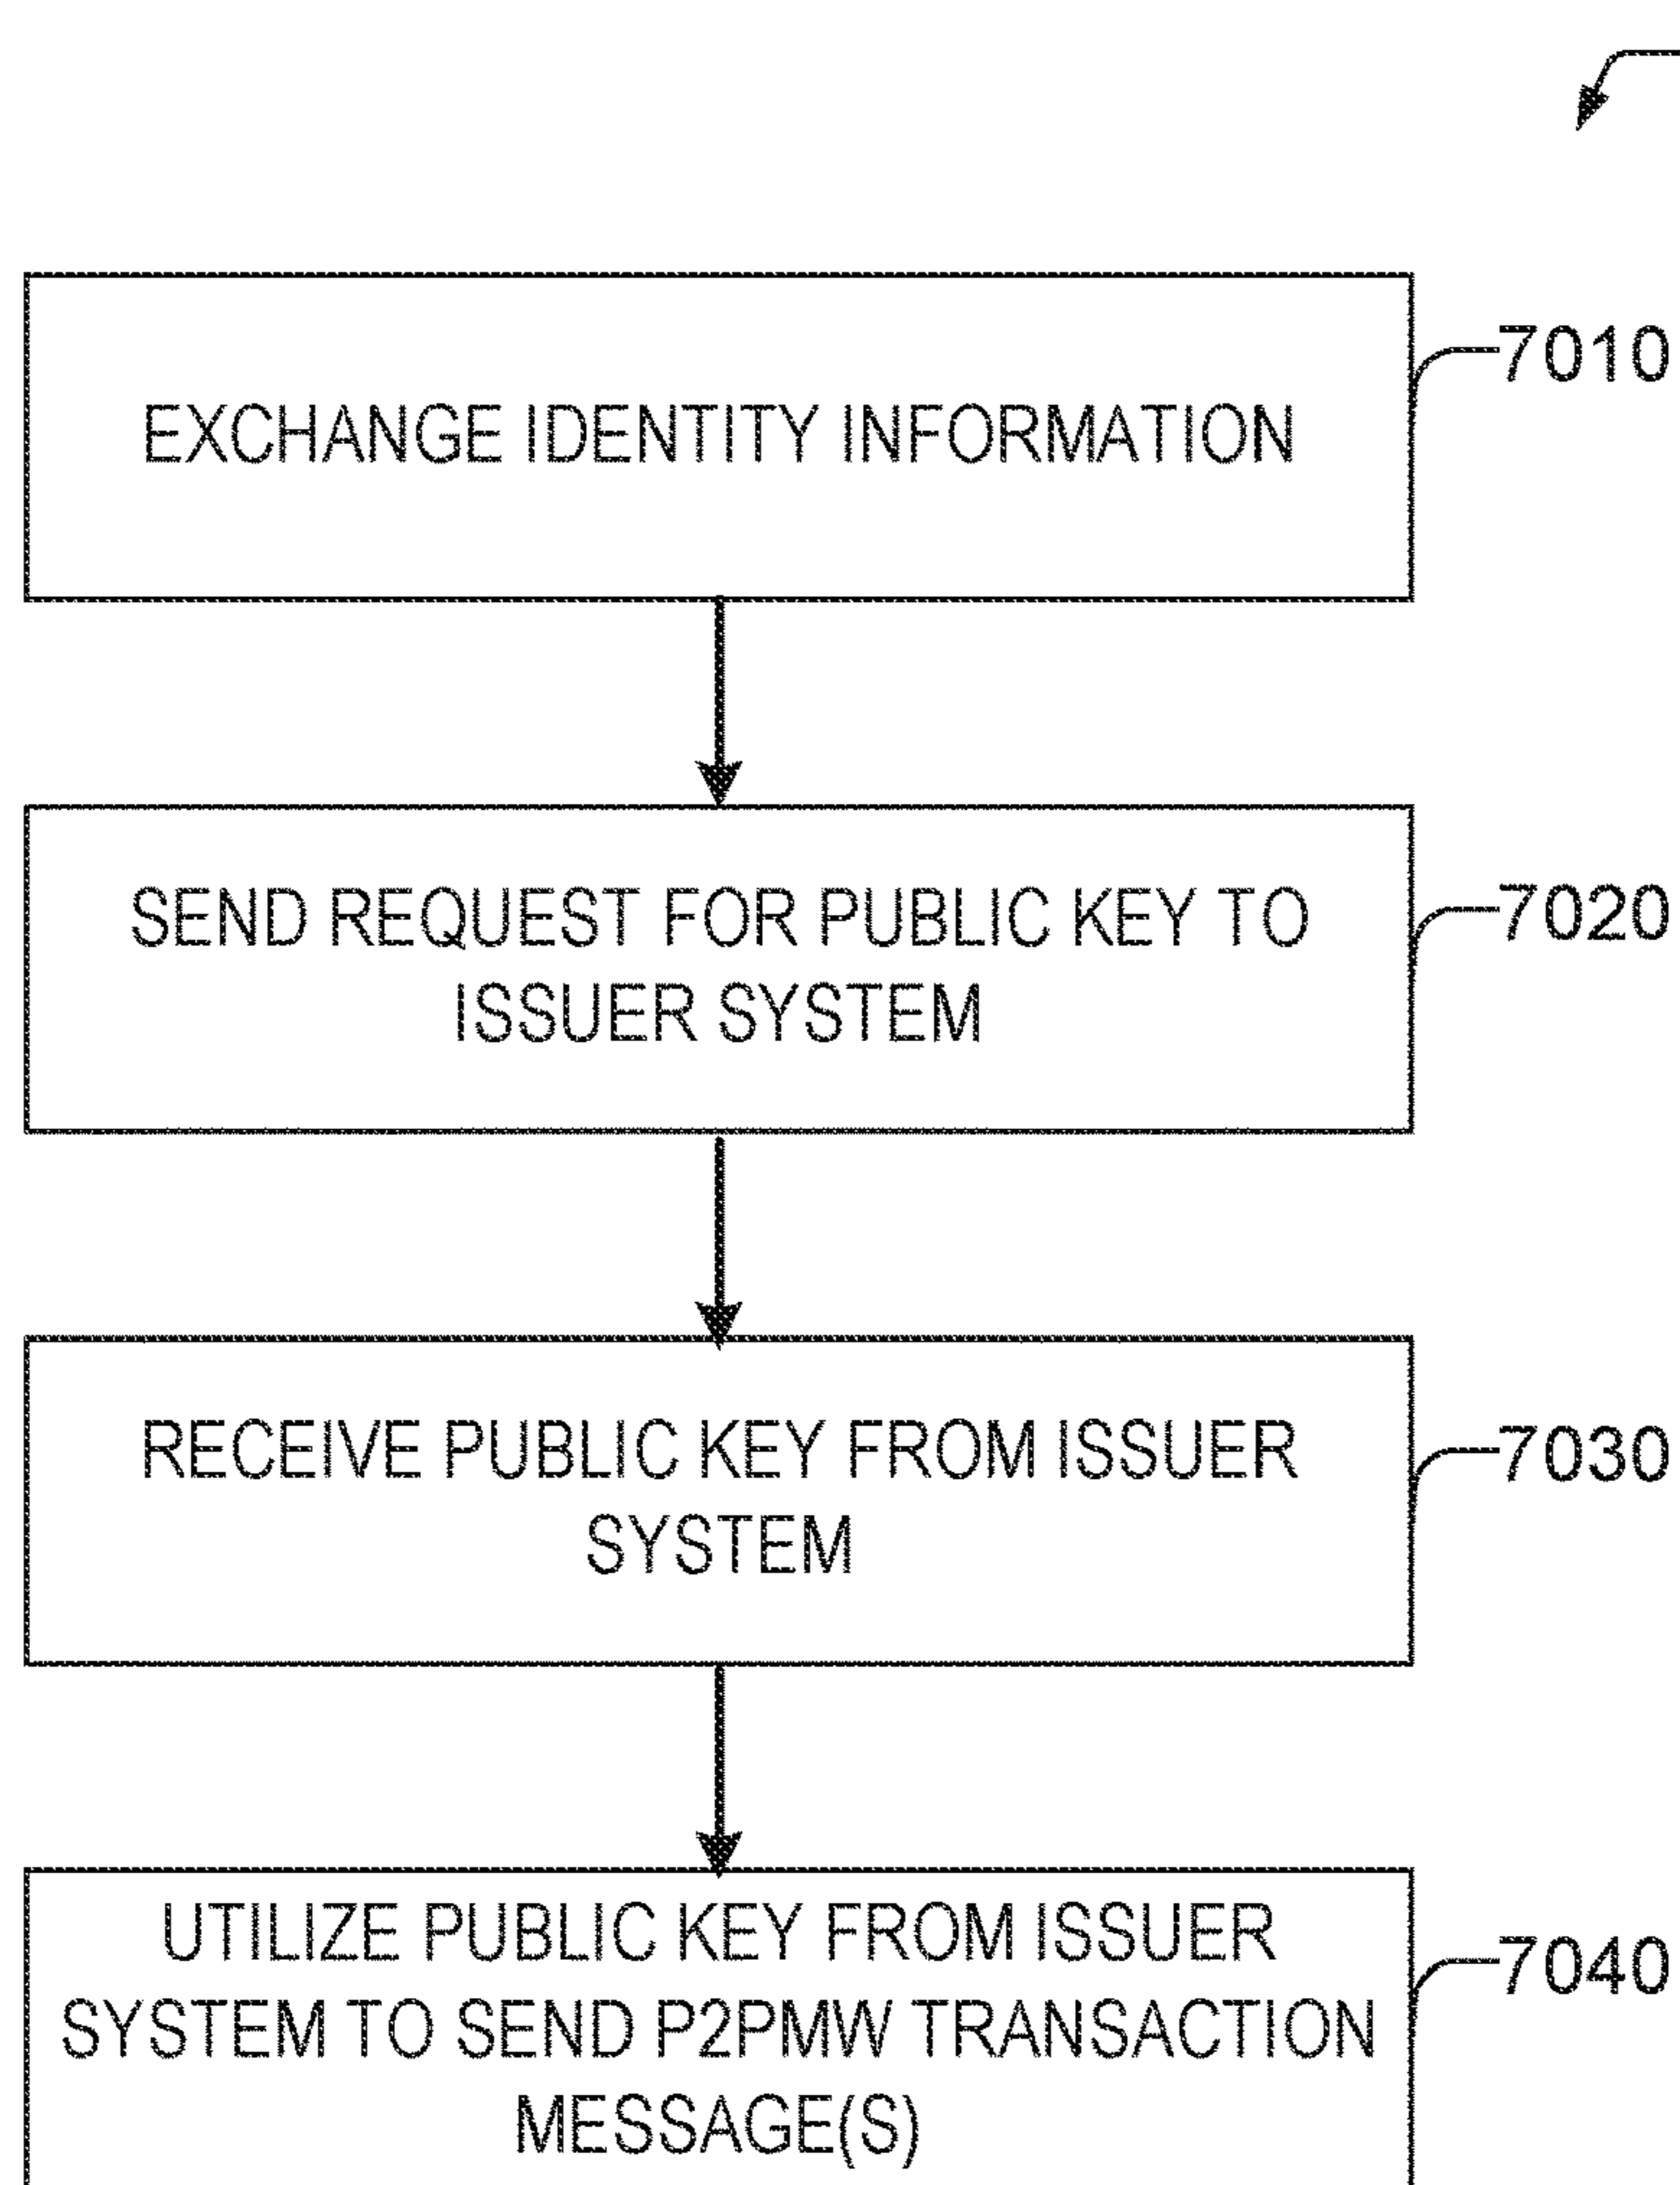 EXCHANGE IDENTITY INFORMATION
7010
SEND REQUEST FOR PUBLIC KEY TO
ISSUER SYSTEM
7020
RECEIVE PUBLIC KEY FROM ISSUER
SYSTEM
7030
UTILIZE PUBLIC KEY FROM ISSUER
SYSTEM TO SEND P2PMW TRANSACTION
MESSAGE(S)
7040